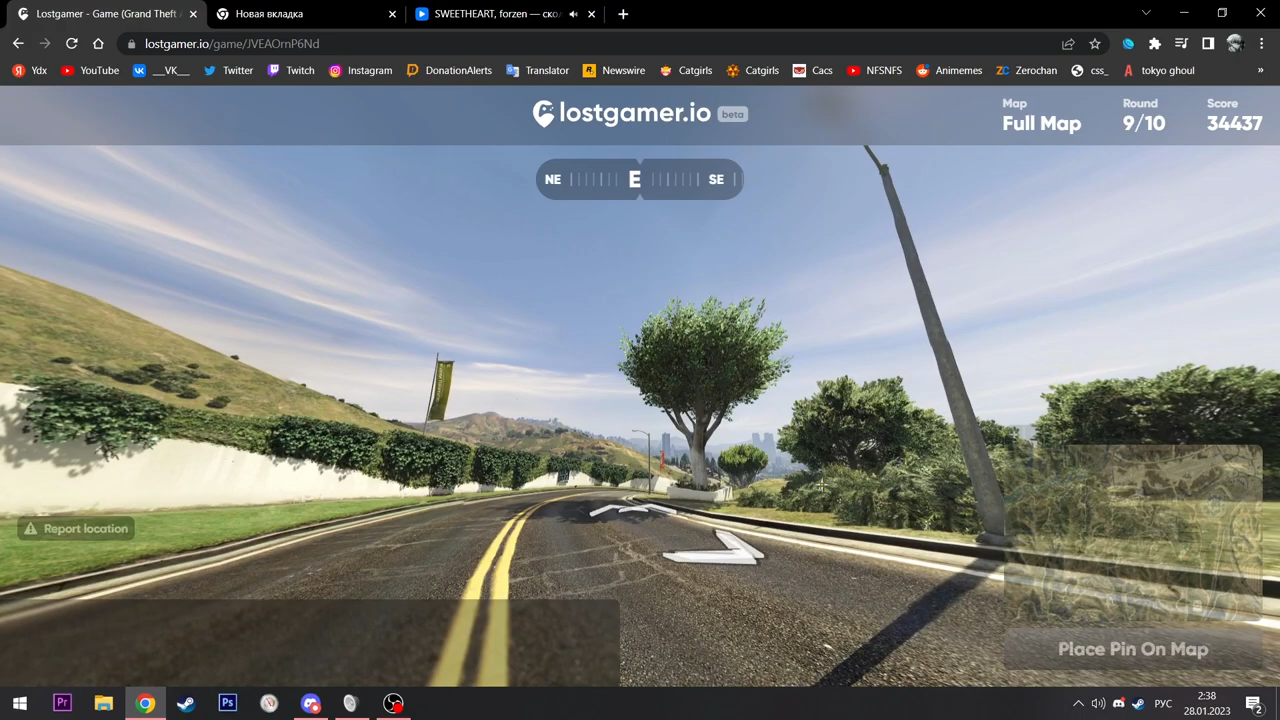 Lostgamer - Game (Grand Theft
Новая вкладка
SWEETHEART, forzen — ско
lostgamer.io/game/JVEAOrnP6Nd
Ydx
YouTube
___VK__
Twitter
Twitch
Instagram
DonationAlerts
Translator
Newswire
Catgirls
Catgirls
Cacs
NFSNFS
Animemes
Zerochan
css_
tokyo ghoul
»
lostgamer.io beta
Map
Full Map
Round
9/10
Score
34437
NE E SE
Report location
Place Pin On Map
РУС
2:38
28.01.2023
2